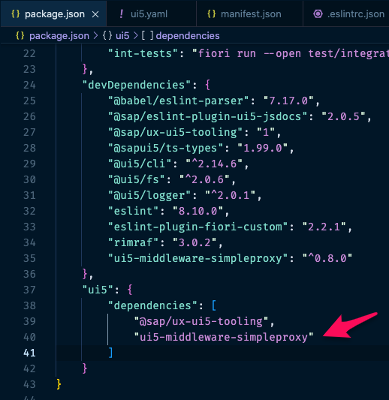 package.json
ui5.yaml
manifest.json
.eslintrc.json
package.json > ui5 > [ ] dependencies
22 "int-tests": "fiori run --open test/integra
23 },
24 "devDependencies": {
25 "@babel/eslint-parser": "7.17.0",
26 "@sap/eslint-plugin-ui5-jsdocs": "2.0.5",
27 "@sap/ux-ui5-tooling": "1",
28 "@sapui5/ts-types": "1.99.0",
29 "@ui5/cli": "^2.14.6",
30 "@ui5/fs": "^2.0.6",
31 "@ui5/logger": "^2.0.1",
32 "eslint": "8.10.0",
33 "eslint-plugin-fiori-custom": "2.2.1",
34 "rimraf": "3.0.2",
35 "ui5-middleware-simpleproxy": "^0.8.0"
36 },
37 "ui5": {
38 "dependencies": [
39 "@sap/ux-ui5-tooling",
40 "ui5-middleware-simpleproxy"
41 ]
42 }
43 }
44